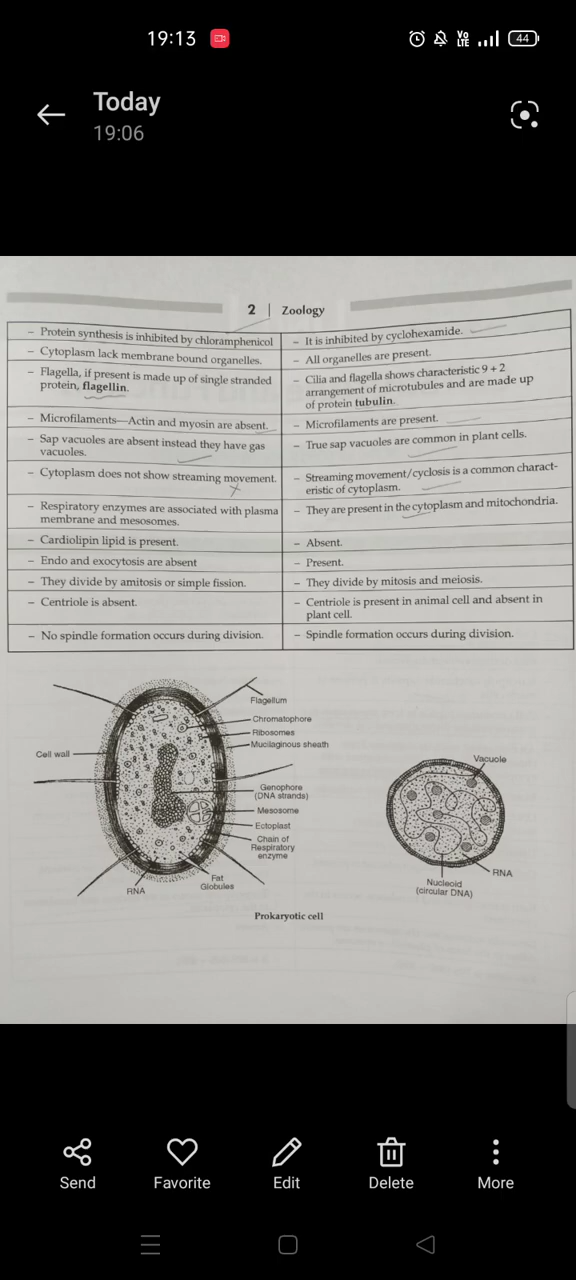 19:13
Vo LTE
44
Today
19:06
2 | Zoology
– Protein synthesis is inhibited by chloramphenicol
– It is inhibited by cyclohexamide.
– Cytoplasm lack membrane bound organelles.
– All organelles are present.
– Flagella, if present is made up of single stranded
protein, flagellin.
– Cilia and flagella shows characteristic 9 + 2
arrangement of microtubules and are made up
of protein tubulin.
– Microfilaments—Actin and myosin are absent.
– Microfilaments are present.
– Sap vacuoles are absent instead they have gas
vacuoles.
– True sap vacuoles are common in plant cells.
– Cytoplasm does not show streaming movement.
– Streaming movement/cyclosis is a common charact-
eristic of cytoplasm.
– Respiratory enzymes are associated with plasma
membrane and mesosomes.
– They are present in the cytoplasm and mitochondria.
– Cardiolipin lipid is present.
– Absent.
– Endo and exocytosis are absent
– Present.
– They divide by amitosis or simple fission.
– They divide by mitosis and meiosis.
– Centriole is absent.
– Centriole is present in animal cell and absent in
plant cell.
– No spindle formation occurs during division.
– Spindle formation occurs during division.
Flagellum
Chromatophore
Ribosomes
Mucilaginous sheath
Cell wall
Genophore
(DNA strands)
Mesosome
Ectoplast
Chain of
Respiratory
enzyme
Fat
Globules
RNA
Vacuole
RNA
Nucleoid
(circular DNA)
Prokaryotic cell
Send
Favorite
Edit
Delete
More